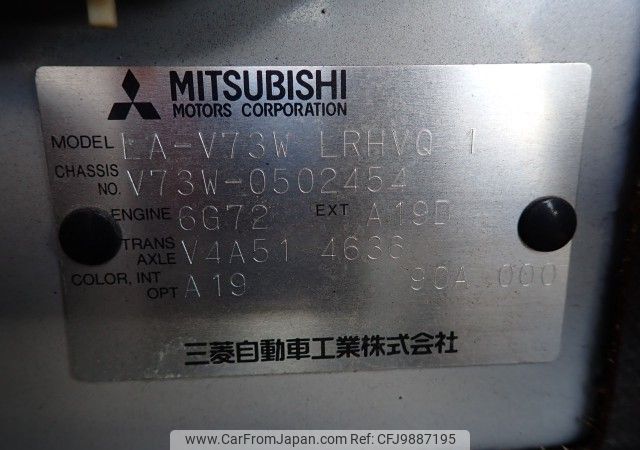 MITSUBISHI
MOTORS CORPORATION
MODEL LA-V73W LRHVQ 1
CHASSIS NO. V73W-0502454
ENGINE 6G72 EXT A19D
TRANS AXLE V4A51 4636
COLOR, INT OPT A19 90A 000
三菱自動車工業株式会社
www.CarFromJapan.com | Ref No.CFJ9887195